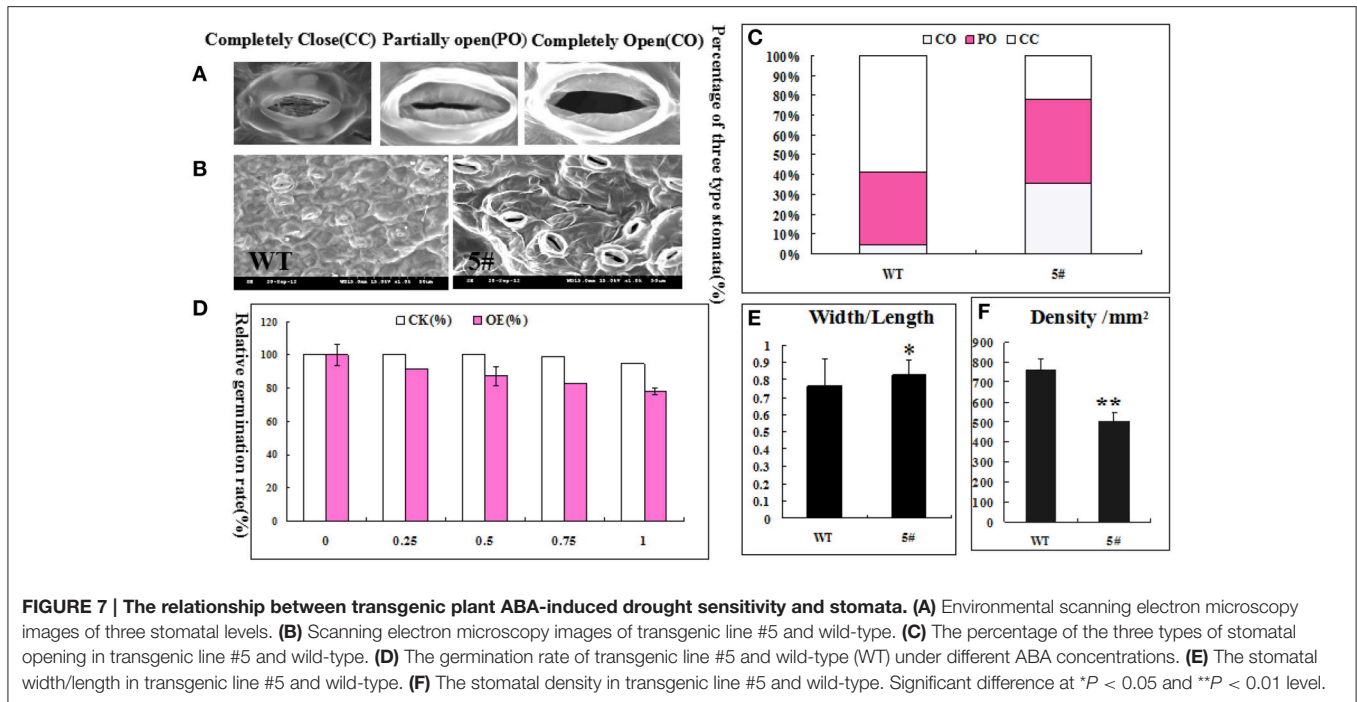 Completely Close(CC) Partially open(PO) Completely Open(CO)
A
B
WT
5#
Percentage of three type stomata(%)
C
CO PO CC
100%
90%
80%
70%
60%
50%
40%
30%
20%
10%
0%
WT 5#
D
Relative germination rate(%)
CK(%) OE(%)
120
100
80
60
40
20
0
0 0.25 0.5 0.75 1
E
Width/Length
1
0.9
0.8
0.7
0.6
0.5
0.4
0.3
0.2
0.1
0
*
WT 5#
F
Density /mm²
900
800
700
600
500
400
300
200
100
0
**
WT 5#
FIGURE 7 | The relationship between transgenic plant ABA-induced drought sensitivity and stomata. (A) Environmental scanning electron microscopy
images of three stomatal levels. (B) Scanning electron microscopy images of transgenic line #5 and wild-type. (C) The percentage of the three types of stomatal
opening in transgenic line #5 and wild-type. (D) The germination rate of transgenic line #5 and wild-type (WT) under different ABA concentrations. (E) The stomatal
width/length in transgenic line #5 and wild-type. (F) The stomatal density in transgenic line #5 and wild-type. Significant difference at *P < 0.05 and **P < 0.01 level.